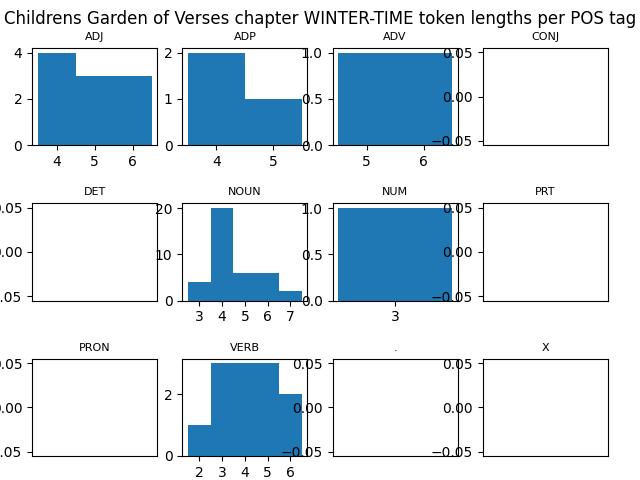 Childrens Garden of Verses chapter WINTER-TIME token lengths per POS tag
ADJ ADP ADV CONJ
4 2 1.0 0.05
2 1 0.5 0.00
0 0 0.0 −0.05
4 5 6 4 5 5 6
DET NOUN NUM PRT
0.05 20 1.0 0.05
0.00 10 0.5 0.00
0.05 0 0.0 −0.05
3 4 5 6 7 3
PRON VERB . X
0.05 2 0.05 0.05
0.00 0 0.00 0.00
0.05 −0.05 −0.05
2 3 4 5 6